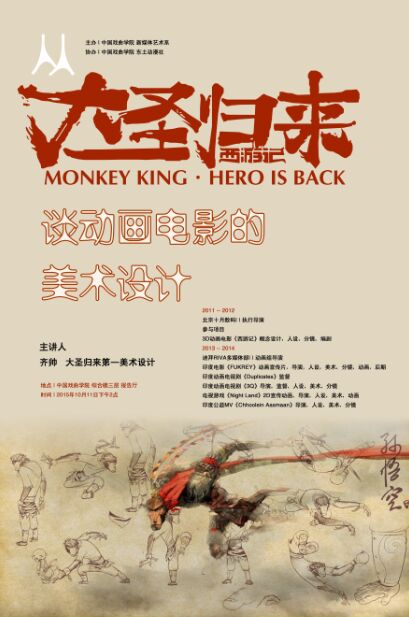 主办 | 中国戏曲学院 新媒体艺术系
协办 | 中国戏曲学院 东土动漫社
大圣归来
西游记
MONKEY KING · HERO IS BACK
谈动画电影的
美术设计
主讲人
齐帅 大圣归来第一美术设计
地点 | 中国戏曲学院 综合楼三层 报告厅
时间 | 2015年10月11日下午2点
2011 - 2012
北京十月数码 | 执行导演
参与项目
3D动画电影《西游记》概念设计，人设、分镜、编剧
2013 - 2014
迪拜RIVA多媒体部 | 动画组导演
印度电影《FUKREY》动画宣传片，导演，人设，美术，分镜，动画，后期
印度动画电视剧《Duplicates》监督
印度动画电视剧《3Q》导演，监督，人设，美术，分镜
电视游戏《Night Land》2D宣传动画，导演，人设，美术，动画
印度公益MV《Chhoolein Aasmaan》导演，人设，美术，分镜
孙悟空